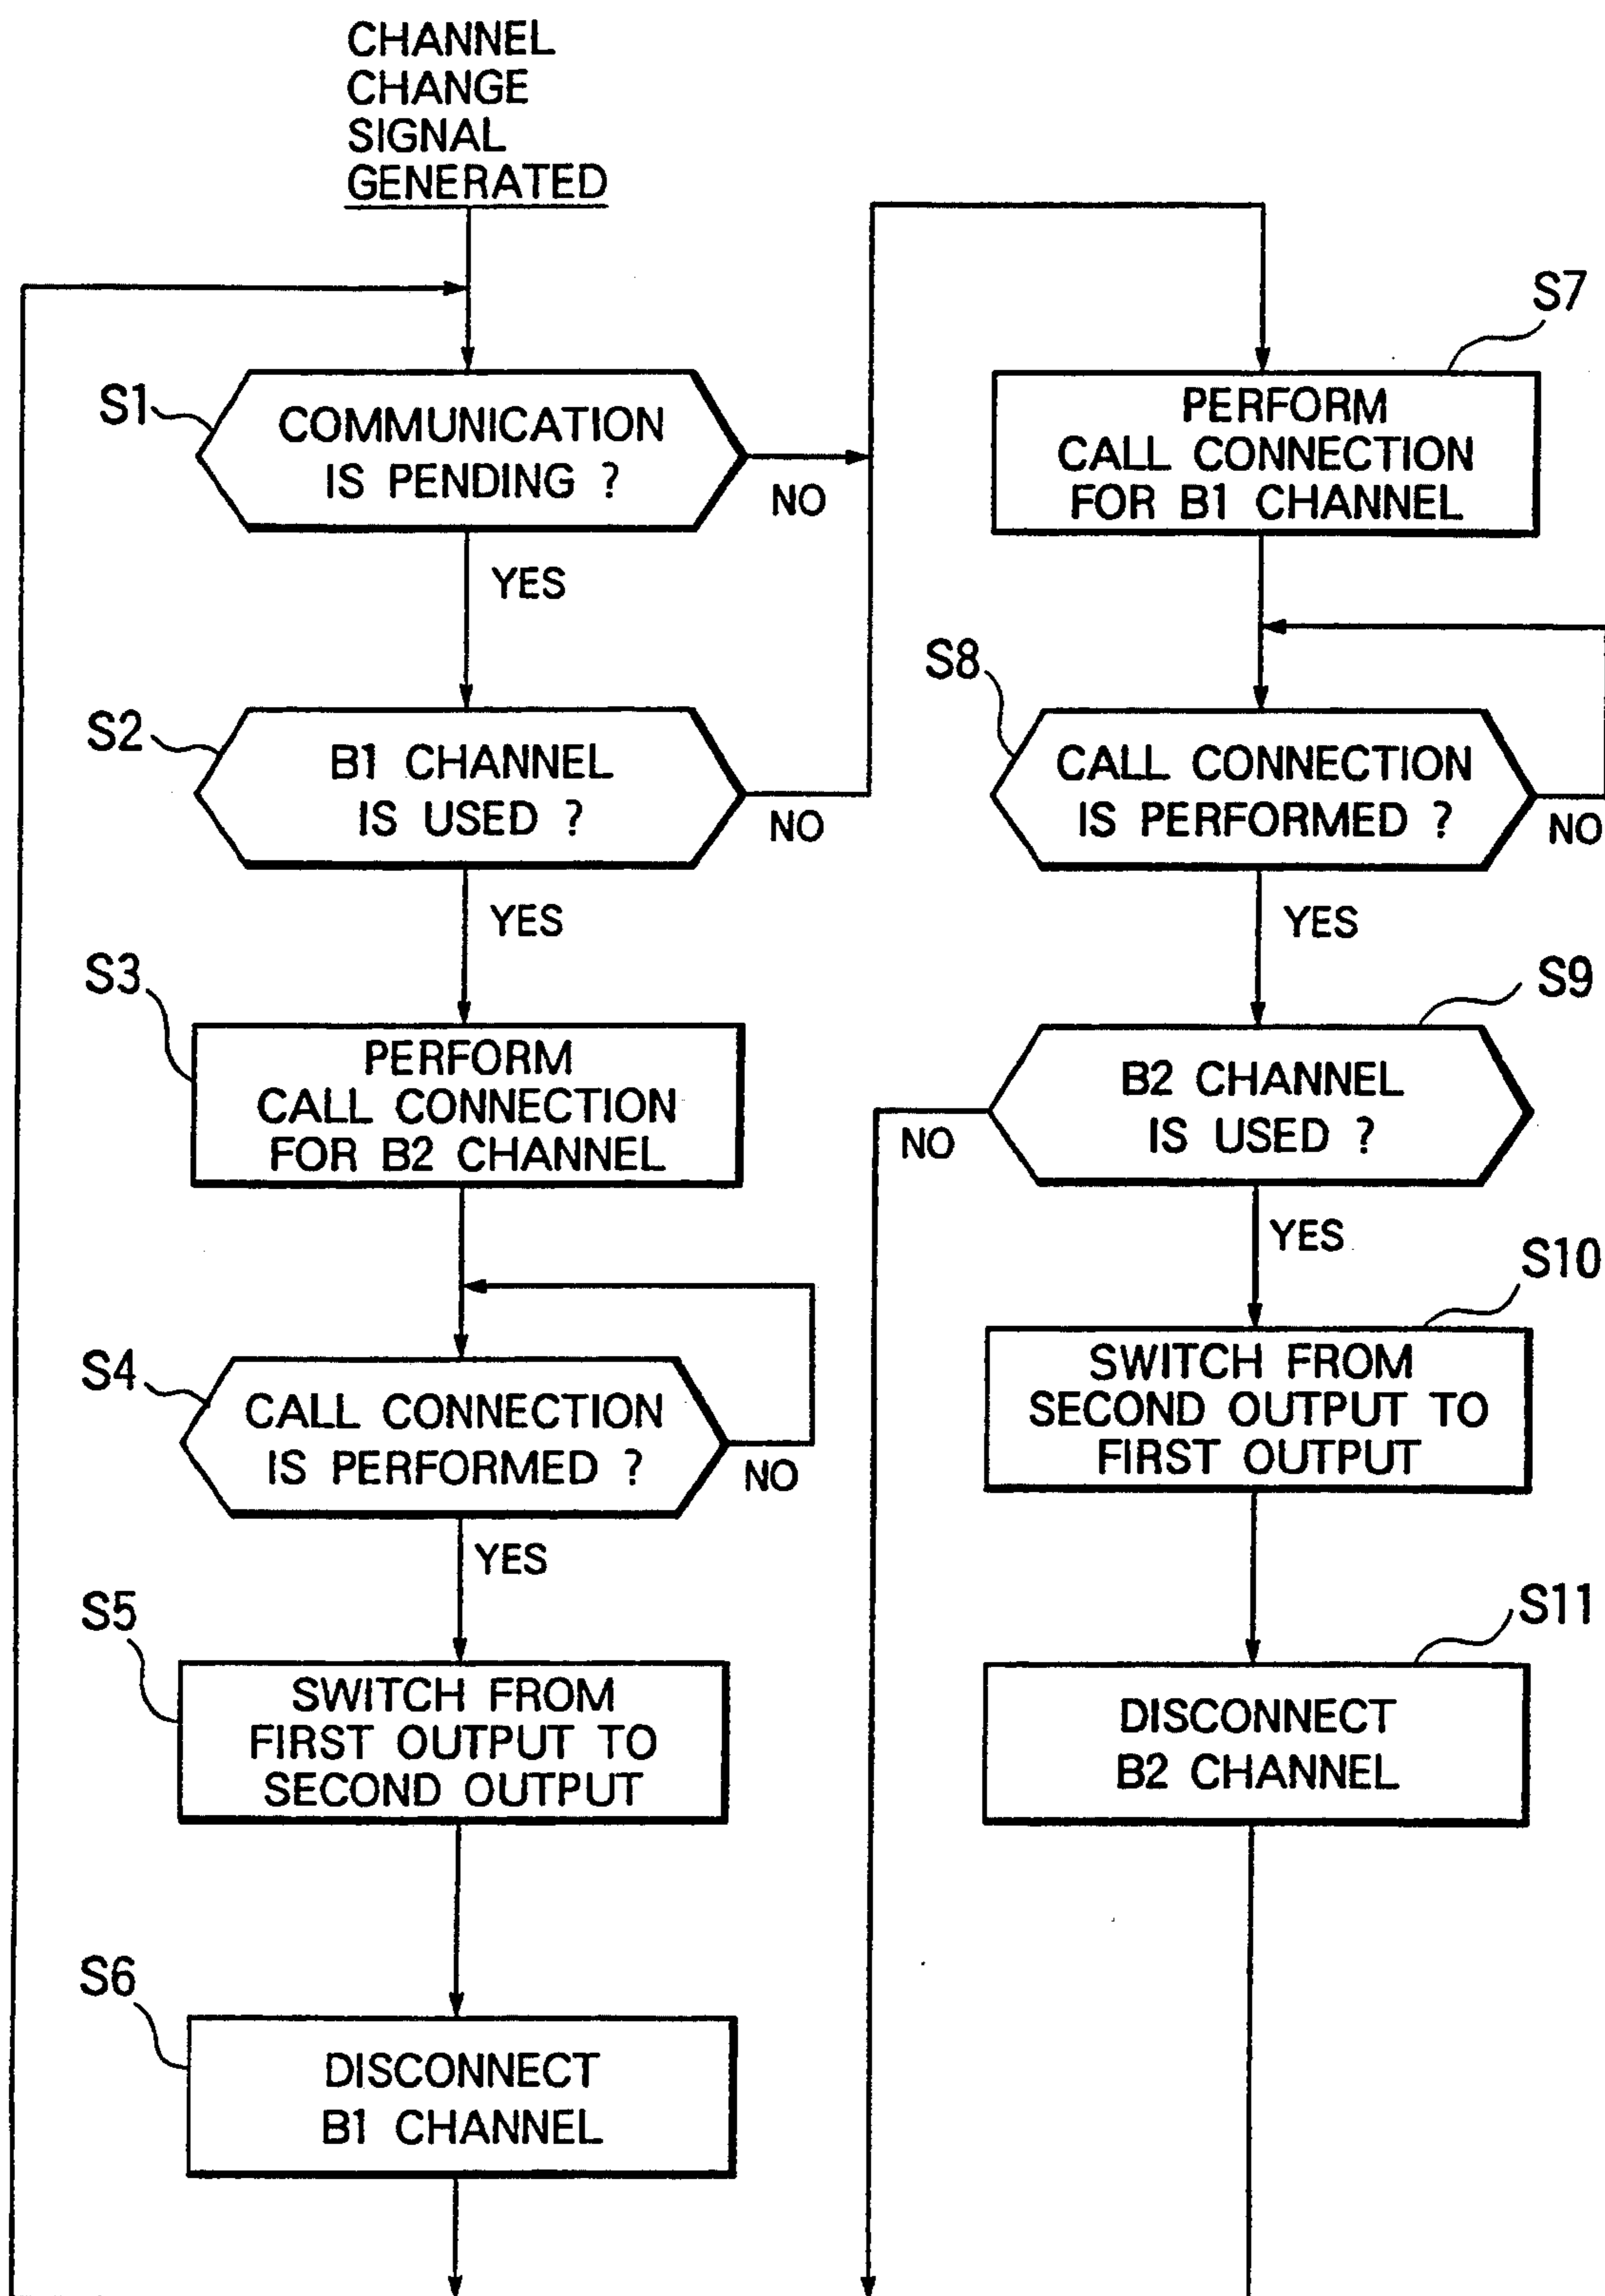 CHANNEL
CHANGE
SIGNAL
GENERATED
S1
COMMUNICATION
IS PENDING ?
NO
YES
S2
B1 CHANNEL
IS USED ?
NO
YES
S3
PERFORM
CALL CONNECTION
FOR B2 CHANNEL
S4
CALL CONNECTION
IS PERFORMED ?
NO
YES
S5
SWITCH FROM
FIRST OUTPUT TO
SECOND OUTPUT
S6
DISCONNECT
B1 CHANNEL
S7
PERFORM
CALL CONNECTION
FOR B1 CHANNEL
S8
CALL CONNECTION
IS PERFORMED ?
NO
YES
S9
B2 CHANNEL
IS USED ?
NO
YES
S10
SWITCH FROM
SECOND OUTPUT TO
FIRST OUTPUT
S11
DISCONNECT
B2 CHANNEL